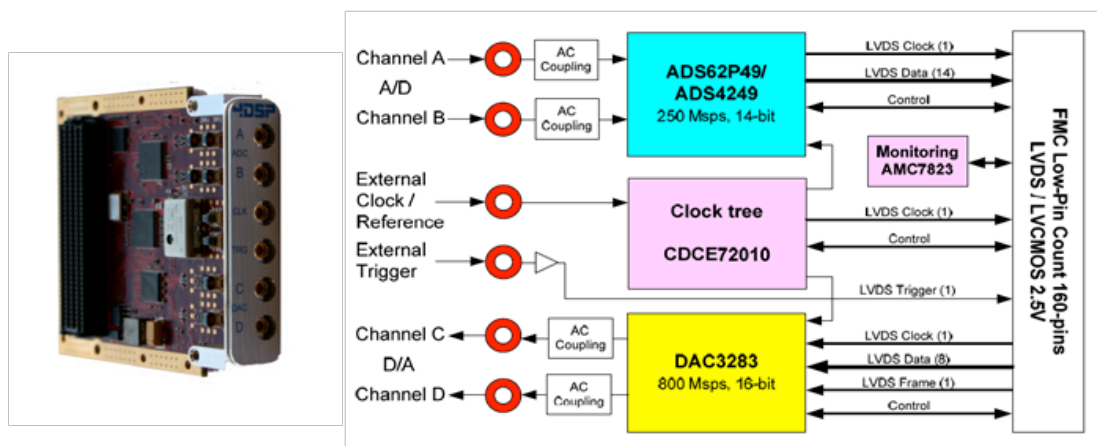 4DSP
A
ADC
B
CLK
TRG
C
DAC
D
Channel A
A/D
Channel B
External
Clock /
Reference
External
Trigger
Channel C
D/A
Channel D
AC
Coupling
AC
Coupling
AC
Coupling
AC
Coupling
ADS62P49/
ADS4249
250 Msps, 14-bit
Clock tree
CDCE72010
DAC3283
800 Msps, 16-bit
LVDS Clock (1)
LVDS Data (14)
Control
Monitoring
AMC7823
LVDS Clock (1)
Control
LVDS Trigger (1)
LVDS Clock (1)
LVDS Data (8)
LVDS Frame (1)
Control
FMC Low-Pin Count 160-pins
LVDS / LVCMOS 2.5V